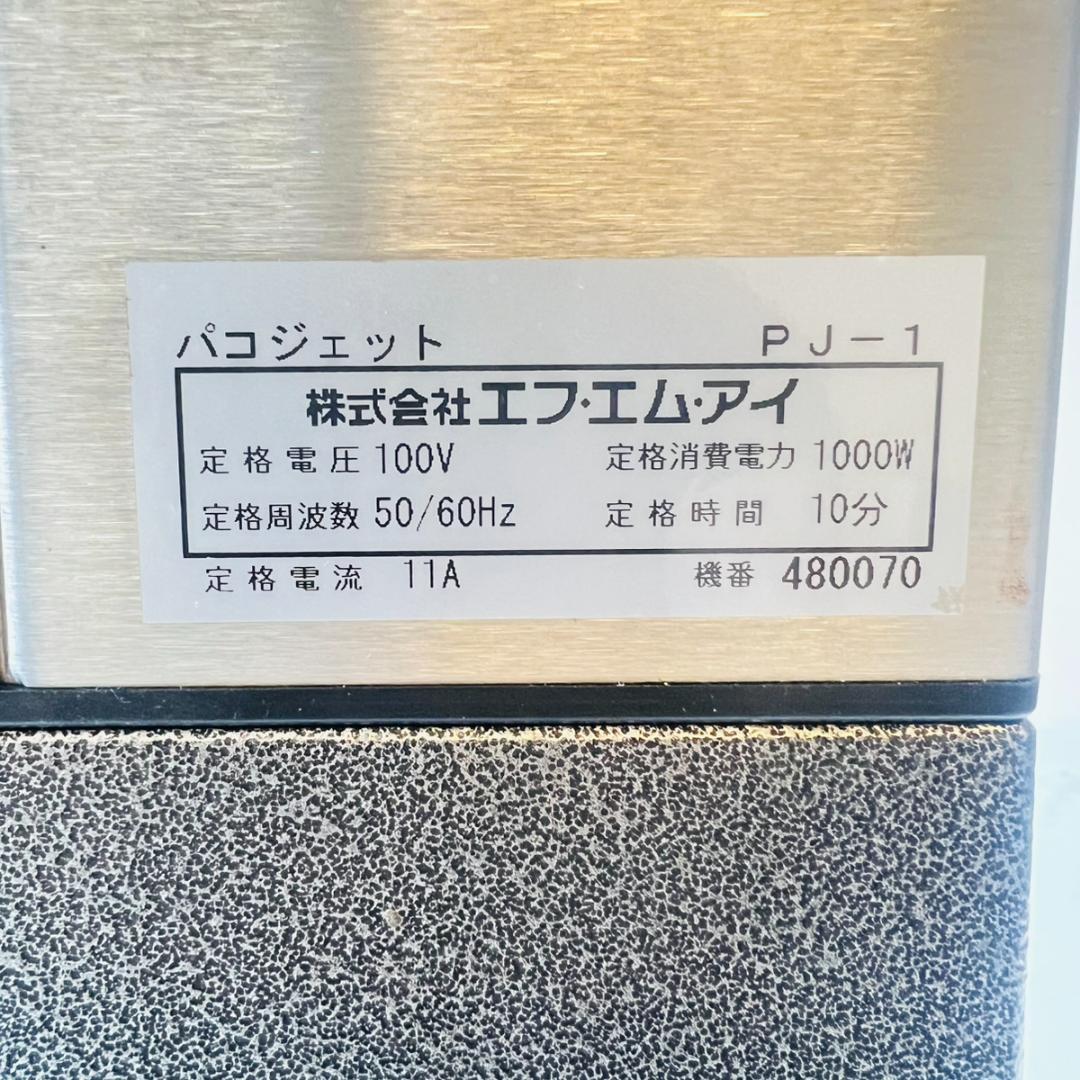 パコジェット PJ-1
株式会社エフ・エム・アイ
定格電圧 100V 定格消費電力 1000W
定格周波数 50/60Hz 定格時間 10分
定格電流 11A 機番 480070